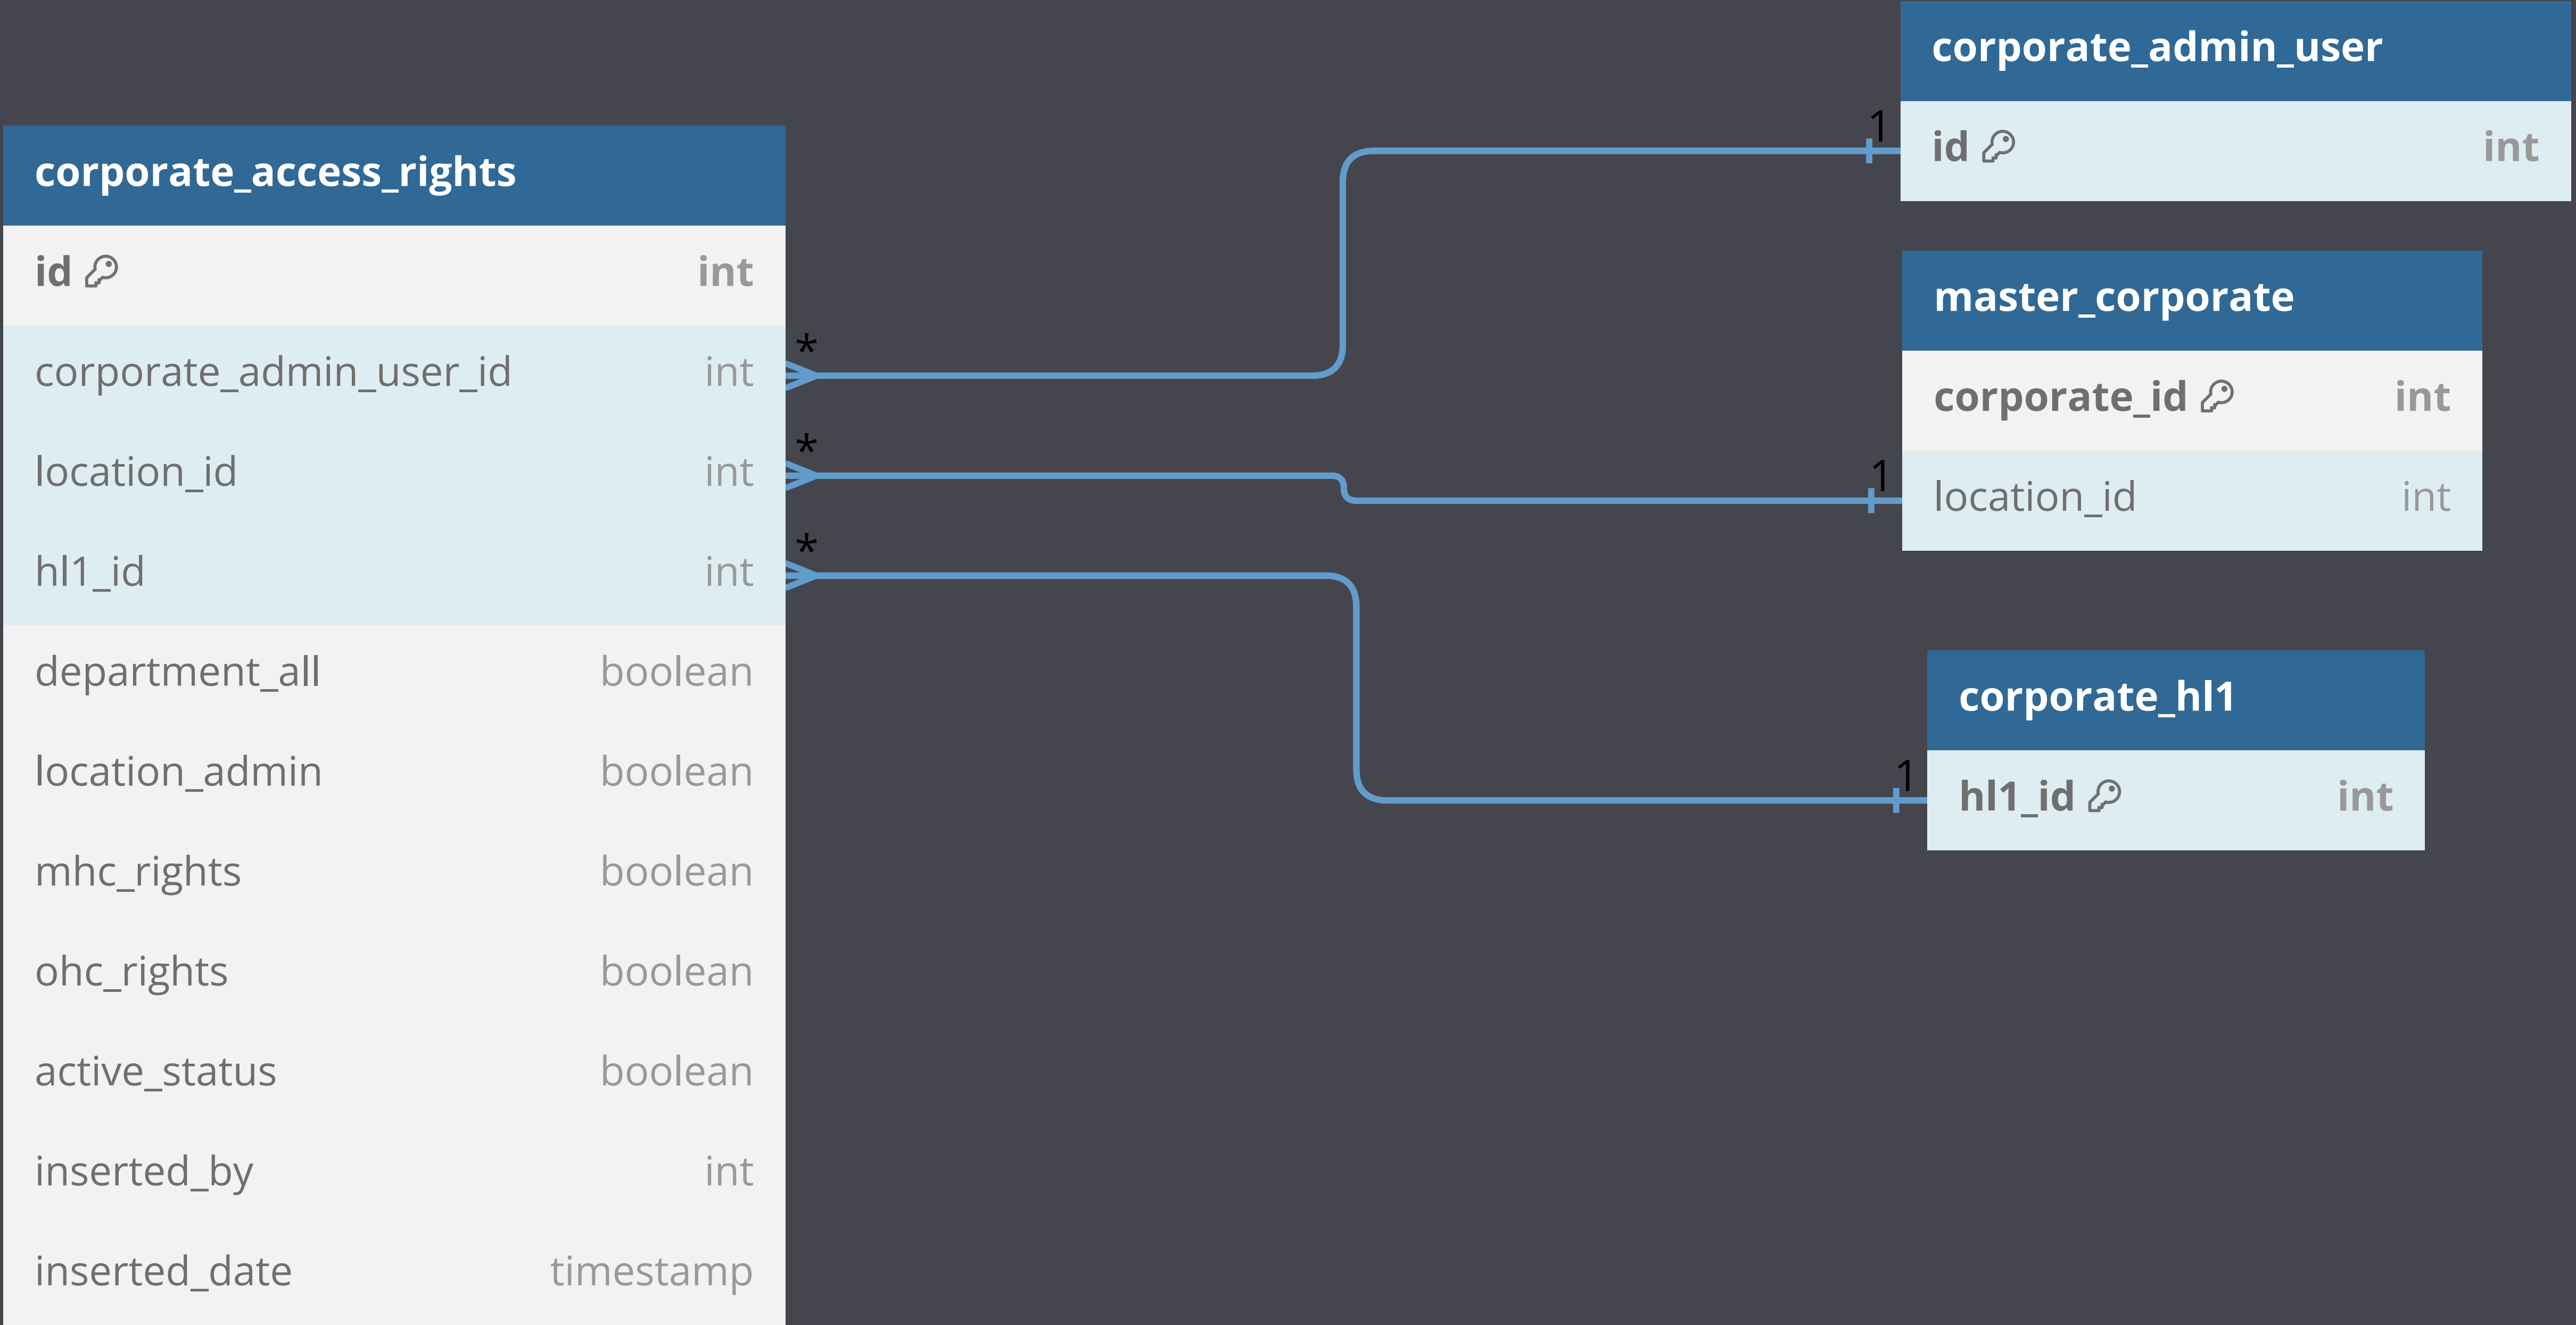 corporate_access_rights
id int
corporate_admin_user_id int
location_id int
hl1_id int
department_all boolean
location_admin boolean
mhc_rights boolean
ohc_rights boolean
active_status boolean
inserted_by int
inserted_date timestamp
*
*
*
1
1
1
corporate_admin_user
id int
master_corporate
corporate_id int
location_id int
corporate_hl1
hl1_id int